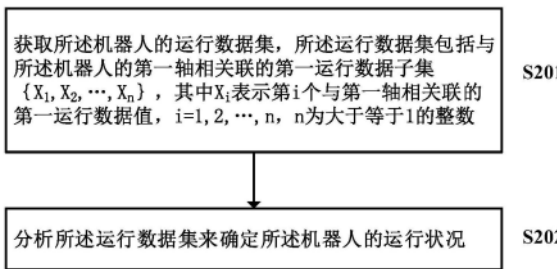 获取所述机器人的运行数据集，所述运行数据集包括与
所述机器人的第一轴相关联的第一运行数据子集
{X₁,X₂,⋯,Xₙ}，其中Xᵢ表示第i个与第一轴相关联的
第一运行数据值，i=1,2,⋯,n，n为大于等于1的整数
S201
分析所述运行数据集来确定所述机器人的运行状况
S202